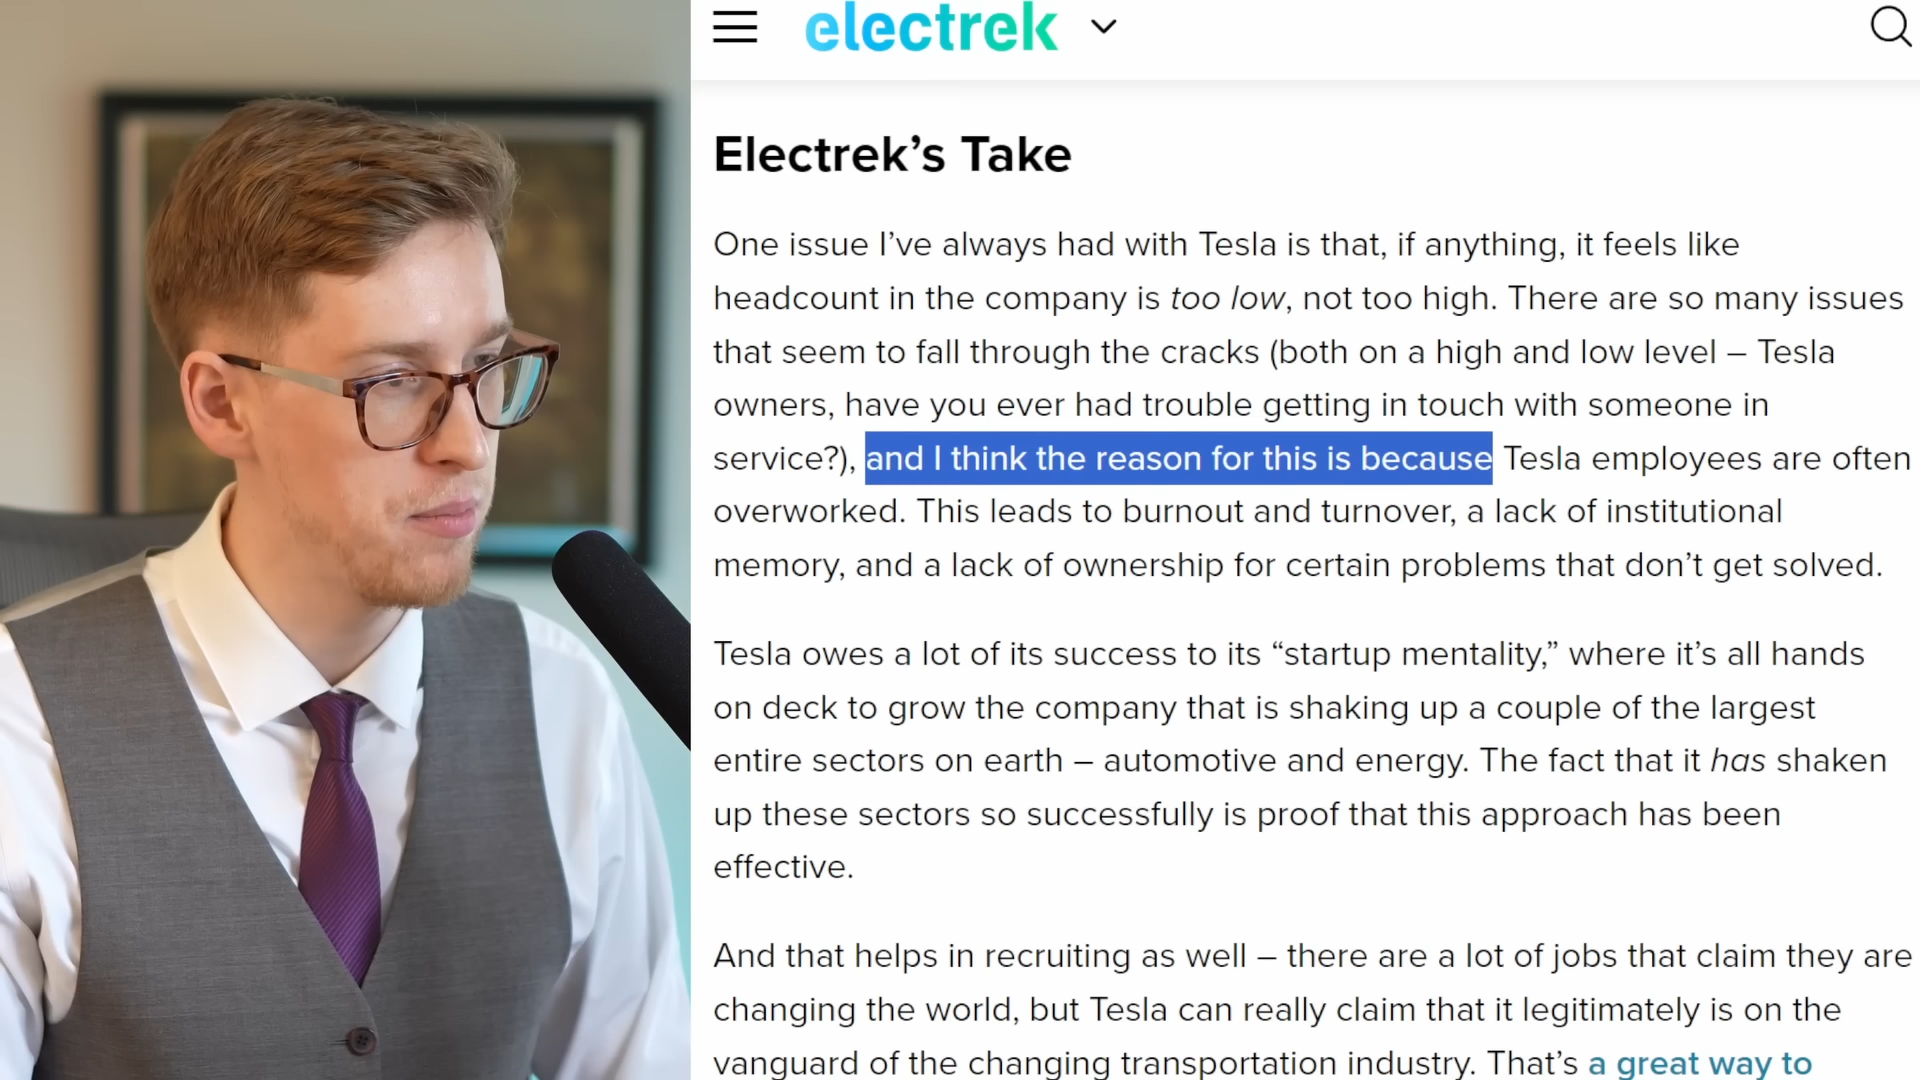 electrek
Electrek’s Take
One issue I’ve always had with Tesla is that, if anything, it feels like
headcount in the company is too low, not too high. There are so many issues
that seem to fall through the cracks (both on a high and low level – Tesla
owners, have you ever had trouble getting in touch with someone in
service?), and I think the reason for this is because Tesla employees are often
overworked. This leads to burnout and turnover, a lack of institutional
memory, and a lack of ownership for certain problems that don’t get solved.
Tesla owes a lot of its success to its “startup mentality,” where it’s all hands
on deck to grow the company that is shaking up a couple of the largest
entire sectors on earth – automotive and energy. The fact that it has shaken
up these sectors so successfully is proof that this approach has been
effective.
And that helps in recruiting as well – there are a lot of jobs that claim they are
changing the world, but Tesla can really claim that it legitimately is on the
vanguard of the changing transportation industry. That’s a great way to